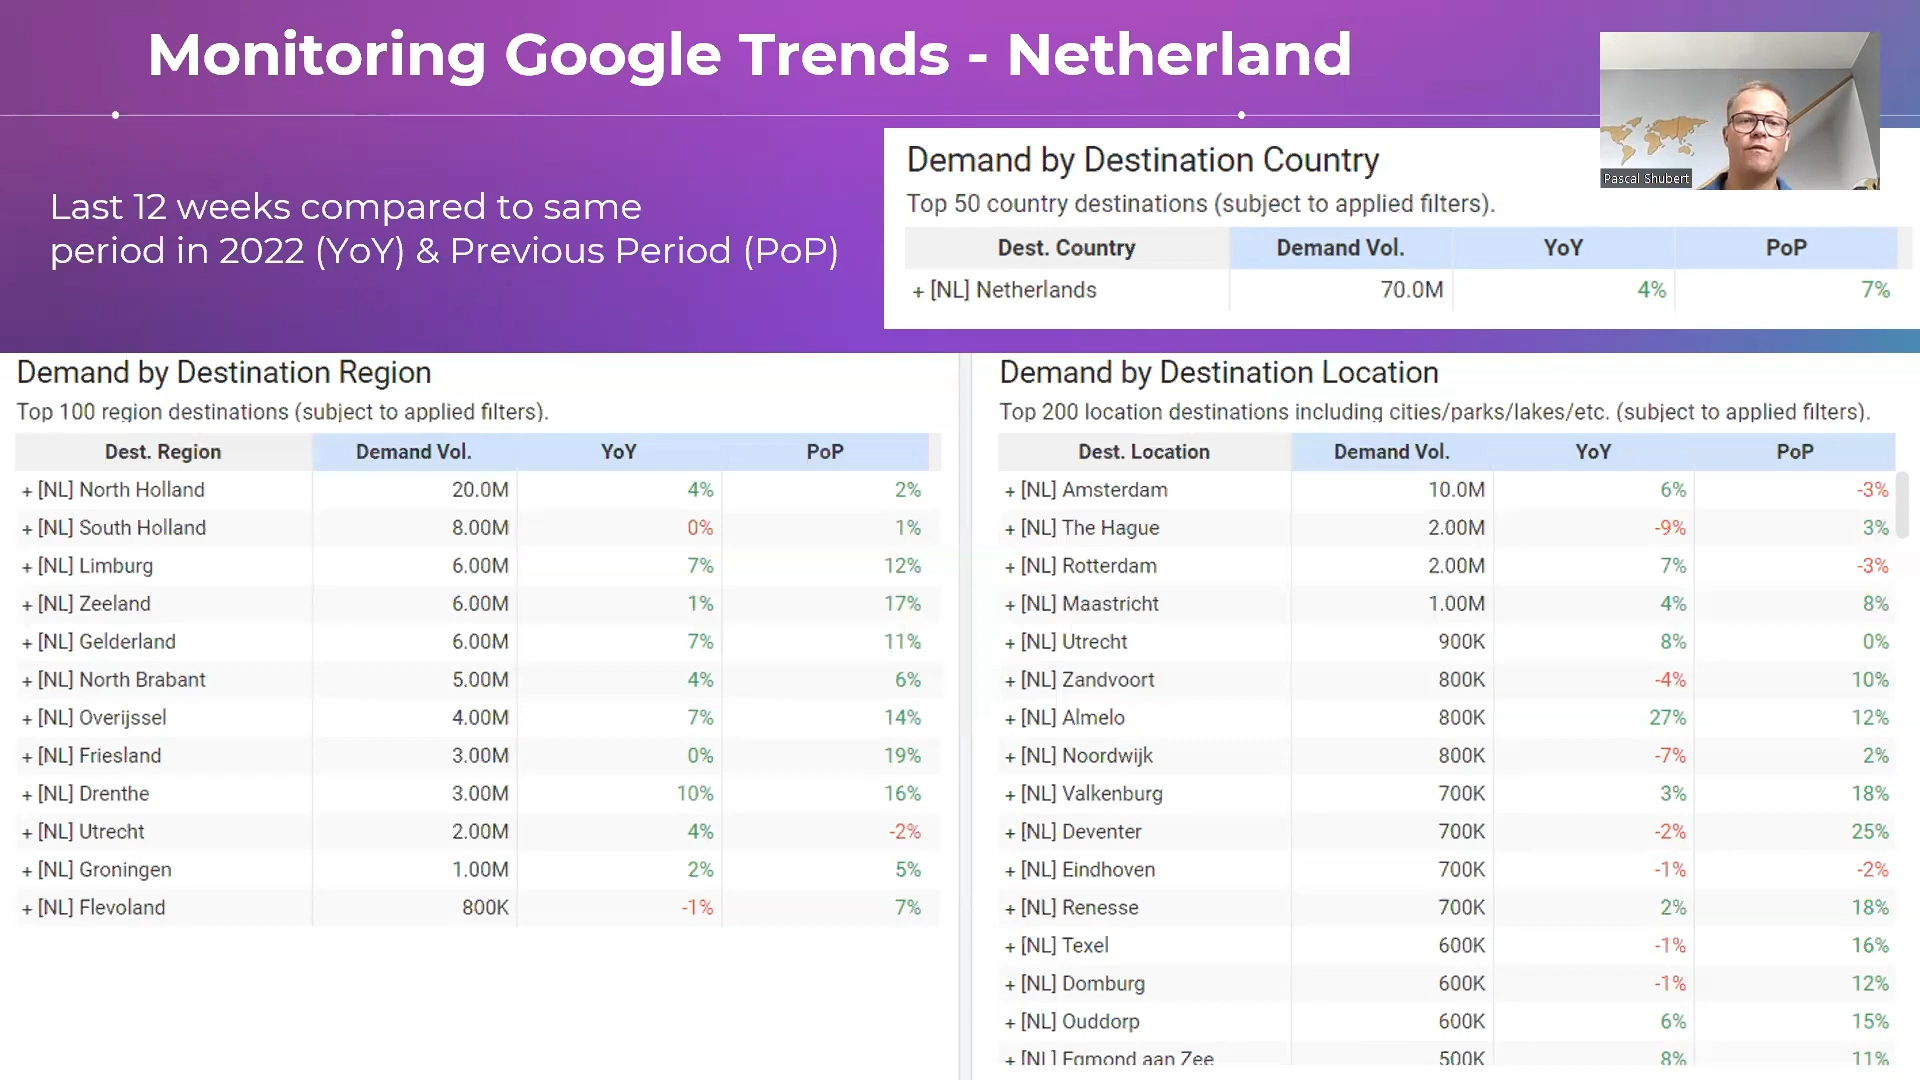 Monitoring Google Trends - Netherland
Pascal Shubert
Last 12 weeks compared to same
period in 2022 (YoY) & Previous Period (PoP)
Demand by Destination Country
Top 50 country destinations (subject to applied filters).
Dest. Country Demand Vol. YoY PoP
+ [NL] Netherlands 70.0M 4% 7%
Demand by Destination Region
Top 100 region destinations (subject to applied filters).
Dest. Region Demand Vol. YoY PoP
+ [NL] North Holland 20.0M 4% 2%
+ [NL] South Holland 8.00M 0% 1%
+ [NL] Limburg 6.00M 7% 12%
+ [NL] Zeeland 6.00M 1% 17%
+ [NL] Gelderland 6.00M 7% 11%
+ [NL] North Brabant 5.00M 4% 6%
+ [NL] Overijssel 4.00M 7% 14%
+ [NL] Friesland 3.00M 0% 19%
+ [NL] Drenthe 3.00M 10% 16%
+ [NL] Utrecht 2.00M 4% -2%
+ [NL] Groningen 1.00M 2% 5%
+ [NL] Flevoland 800K -1% 7%
Demand by Destination Location
Top 200 location destinations including cities/parks/lakes/etc. (subject to applied filters).
Dest. Location Demand Vol. YoY PoP
+ [NL] Amsterdam 10.0M 6% -3%
+ [NL] The Hague 2.00M -9% 3%
+ [NL] Rotterdam 2.00M 7% -3%
+ [NL] Maastricht 1.00M 4% 8%
+ [NL] Utrecht 900K 8% 0%
+ [NL] Zandvoort 800K -4% 10%
+ [NL] Almelo 800K 27% 12%
+ [NL] Noordwijk 800K -7% 2%
+ [NL] Valkenburg 700K 3% 18%
+ [NL] Deventer 700K -2% 25%
+ [NL] Eindhoven 700K -1% -2%
+ [NL] Renesse 700K 2% 18%
+ [NL] Texel 600K -1% 16%
+ [NL] Domburg 600K -1% 12%
+ [NL] Ouddorp 600K 6% 15%
+ [NL] Egmond aan Zee 500K 8% 11%